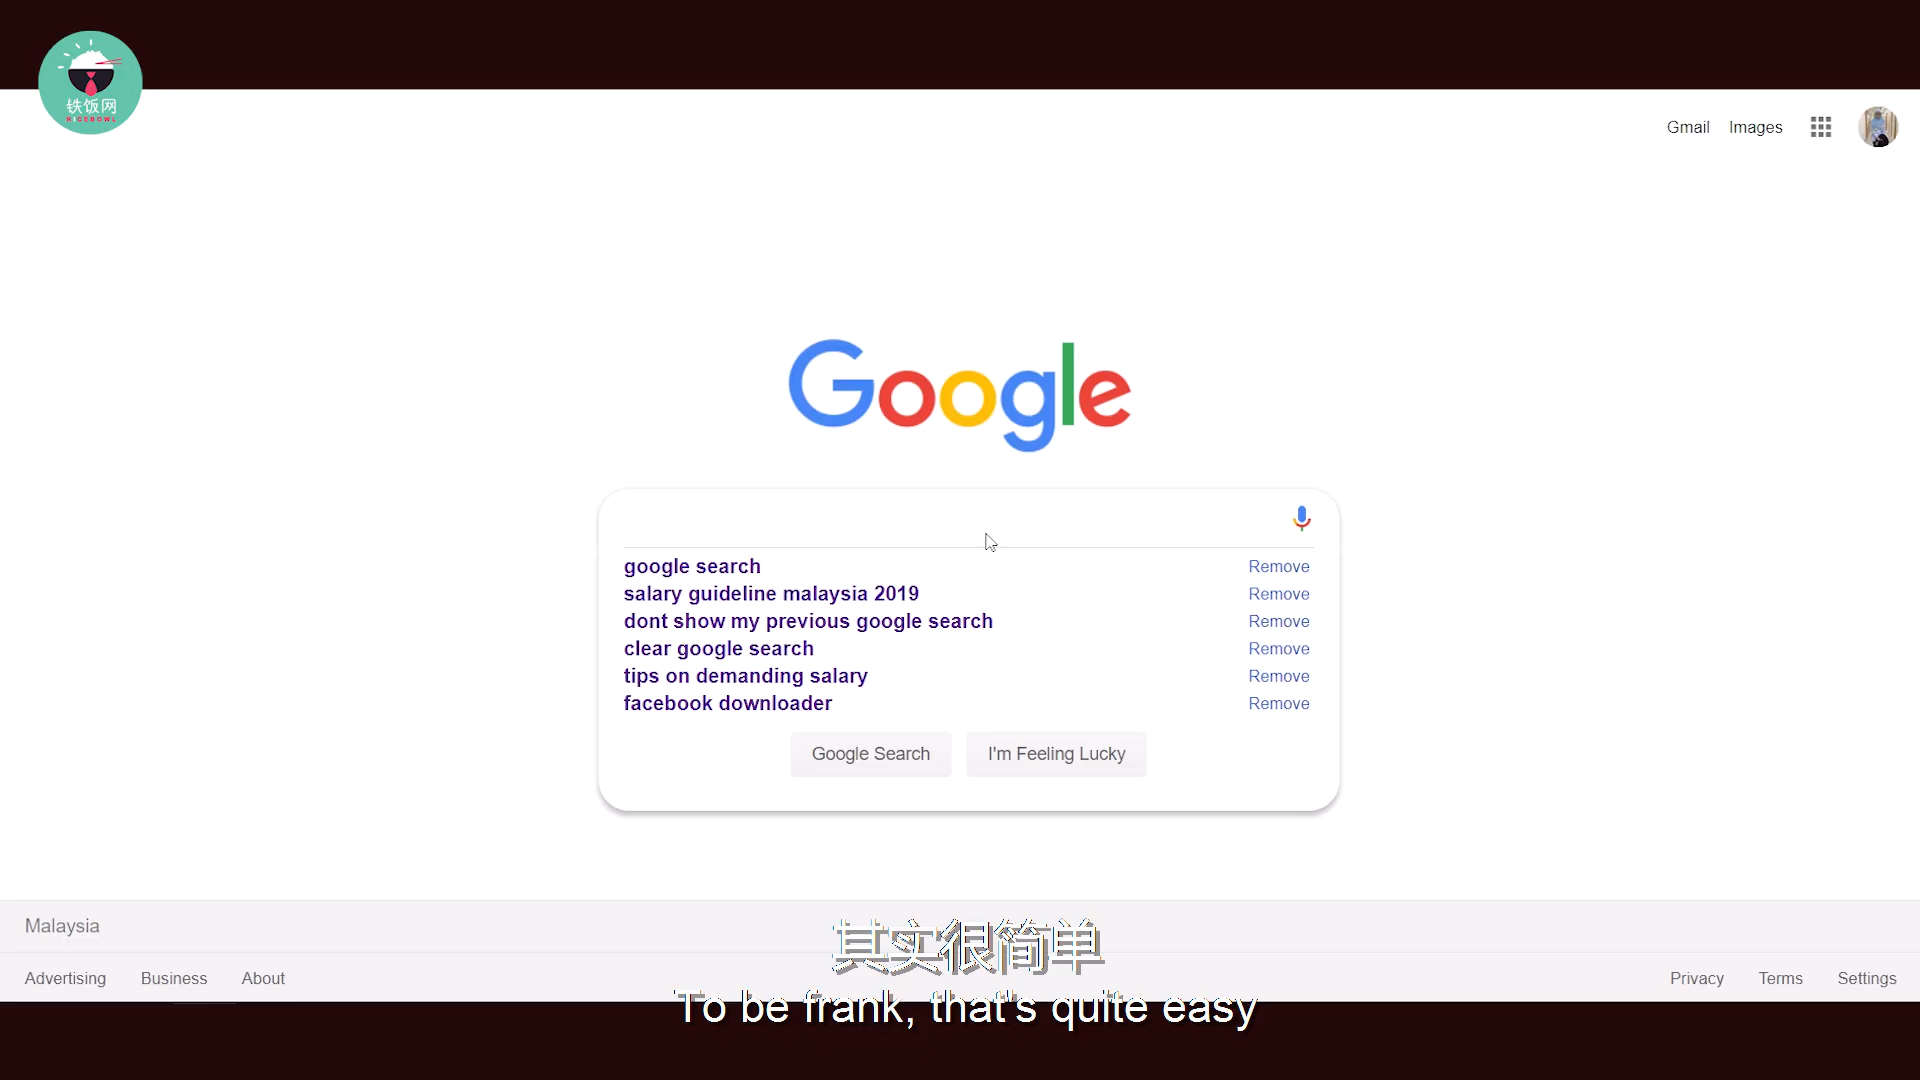 铁饭网
RICEBOWL
Gmail Images
Google
google search Remove
salary guideline malaysia 2019 Remove
dont show my previous google search Remove
clear google search Remove
tips on demanding salary Remove
facebook downloader Remove
Google Search I'm Feeling Lucky
Malaysia
Advertising Business About Privacy Terms Settings
其实很简单
To be frank, that's quite easy